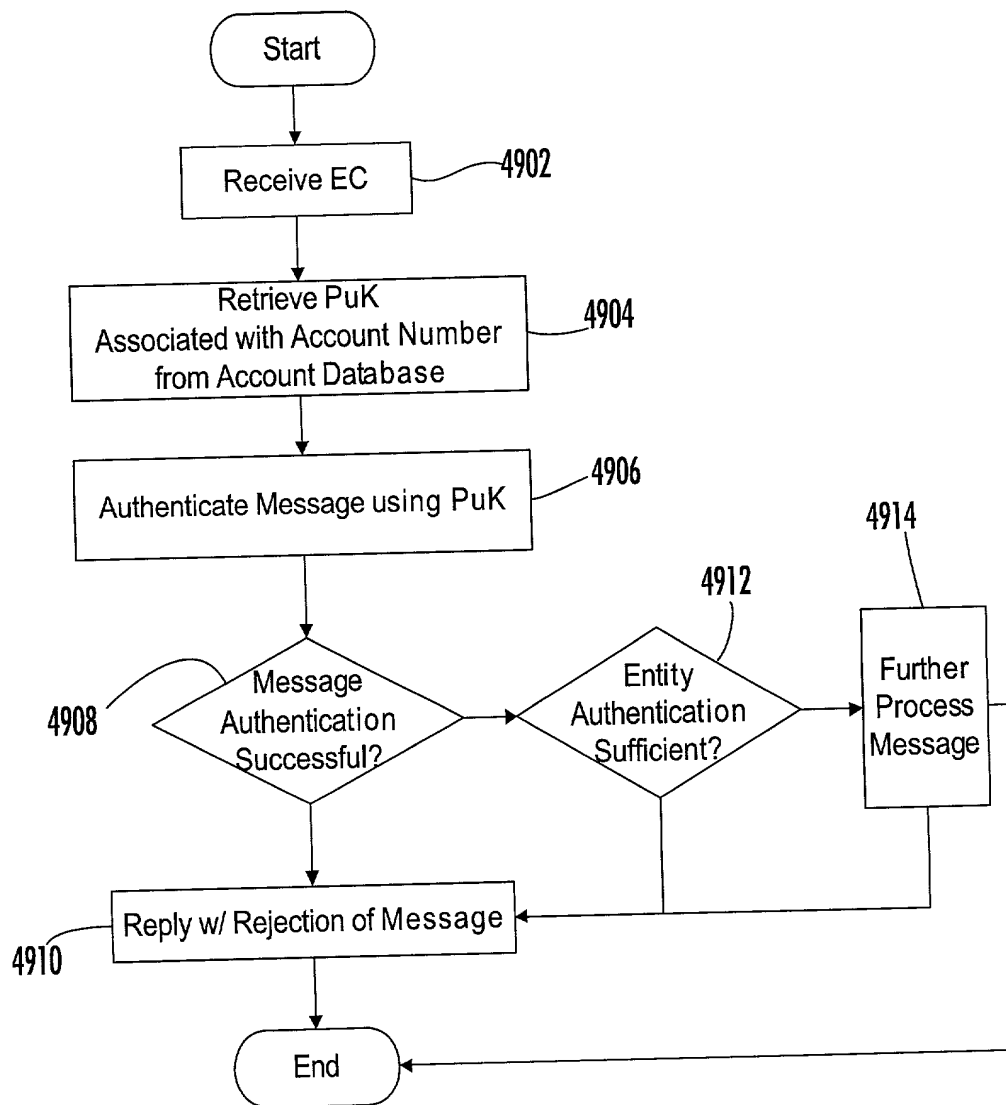 Start
Receive EC
4902
Retrieve PuK
Associated with Account Number
from Account Database
4904
Authenticate Message using PuK
4906
Message
Authentication
Successful?
4908
Entity
Authentication
Sufficient?
4912
Further
Process
Message
4914
Reply w/ Rejection of Message
4910
End